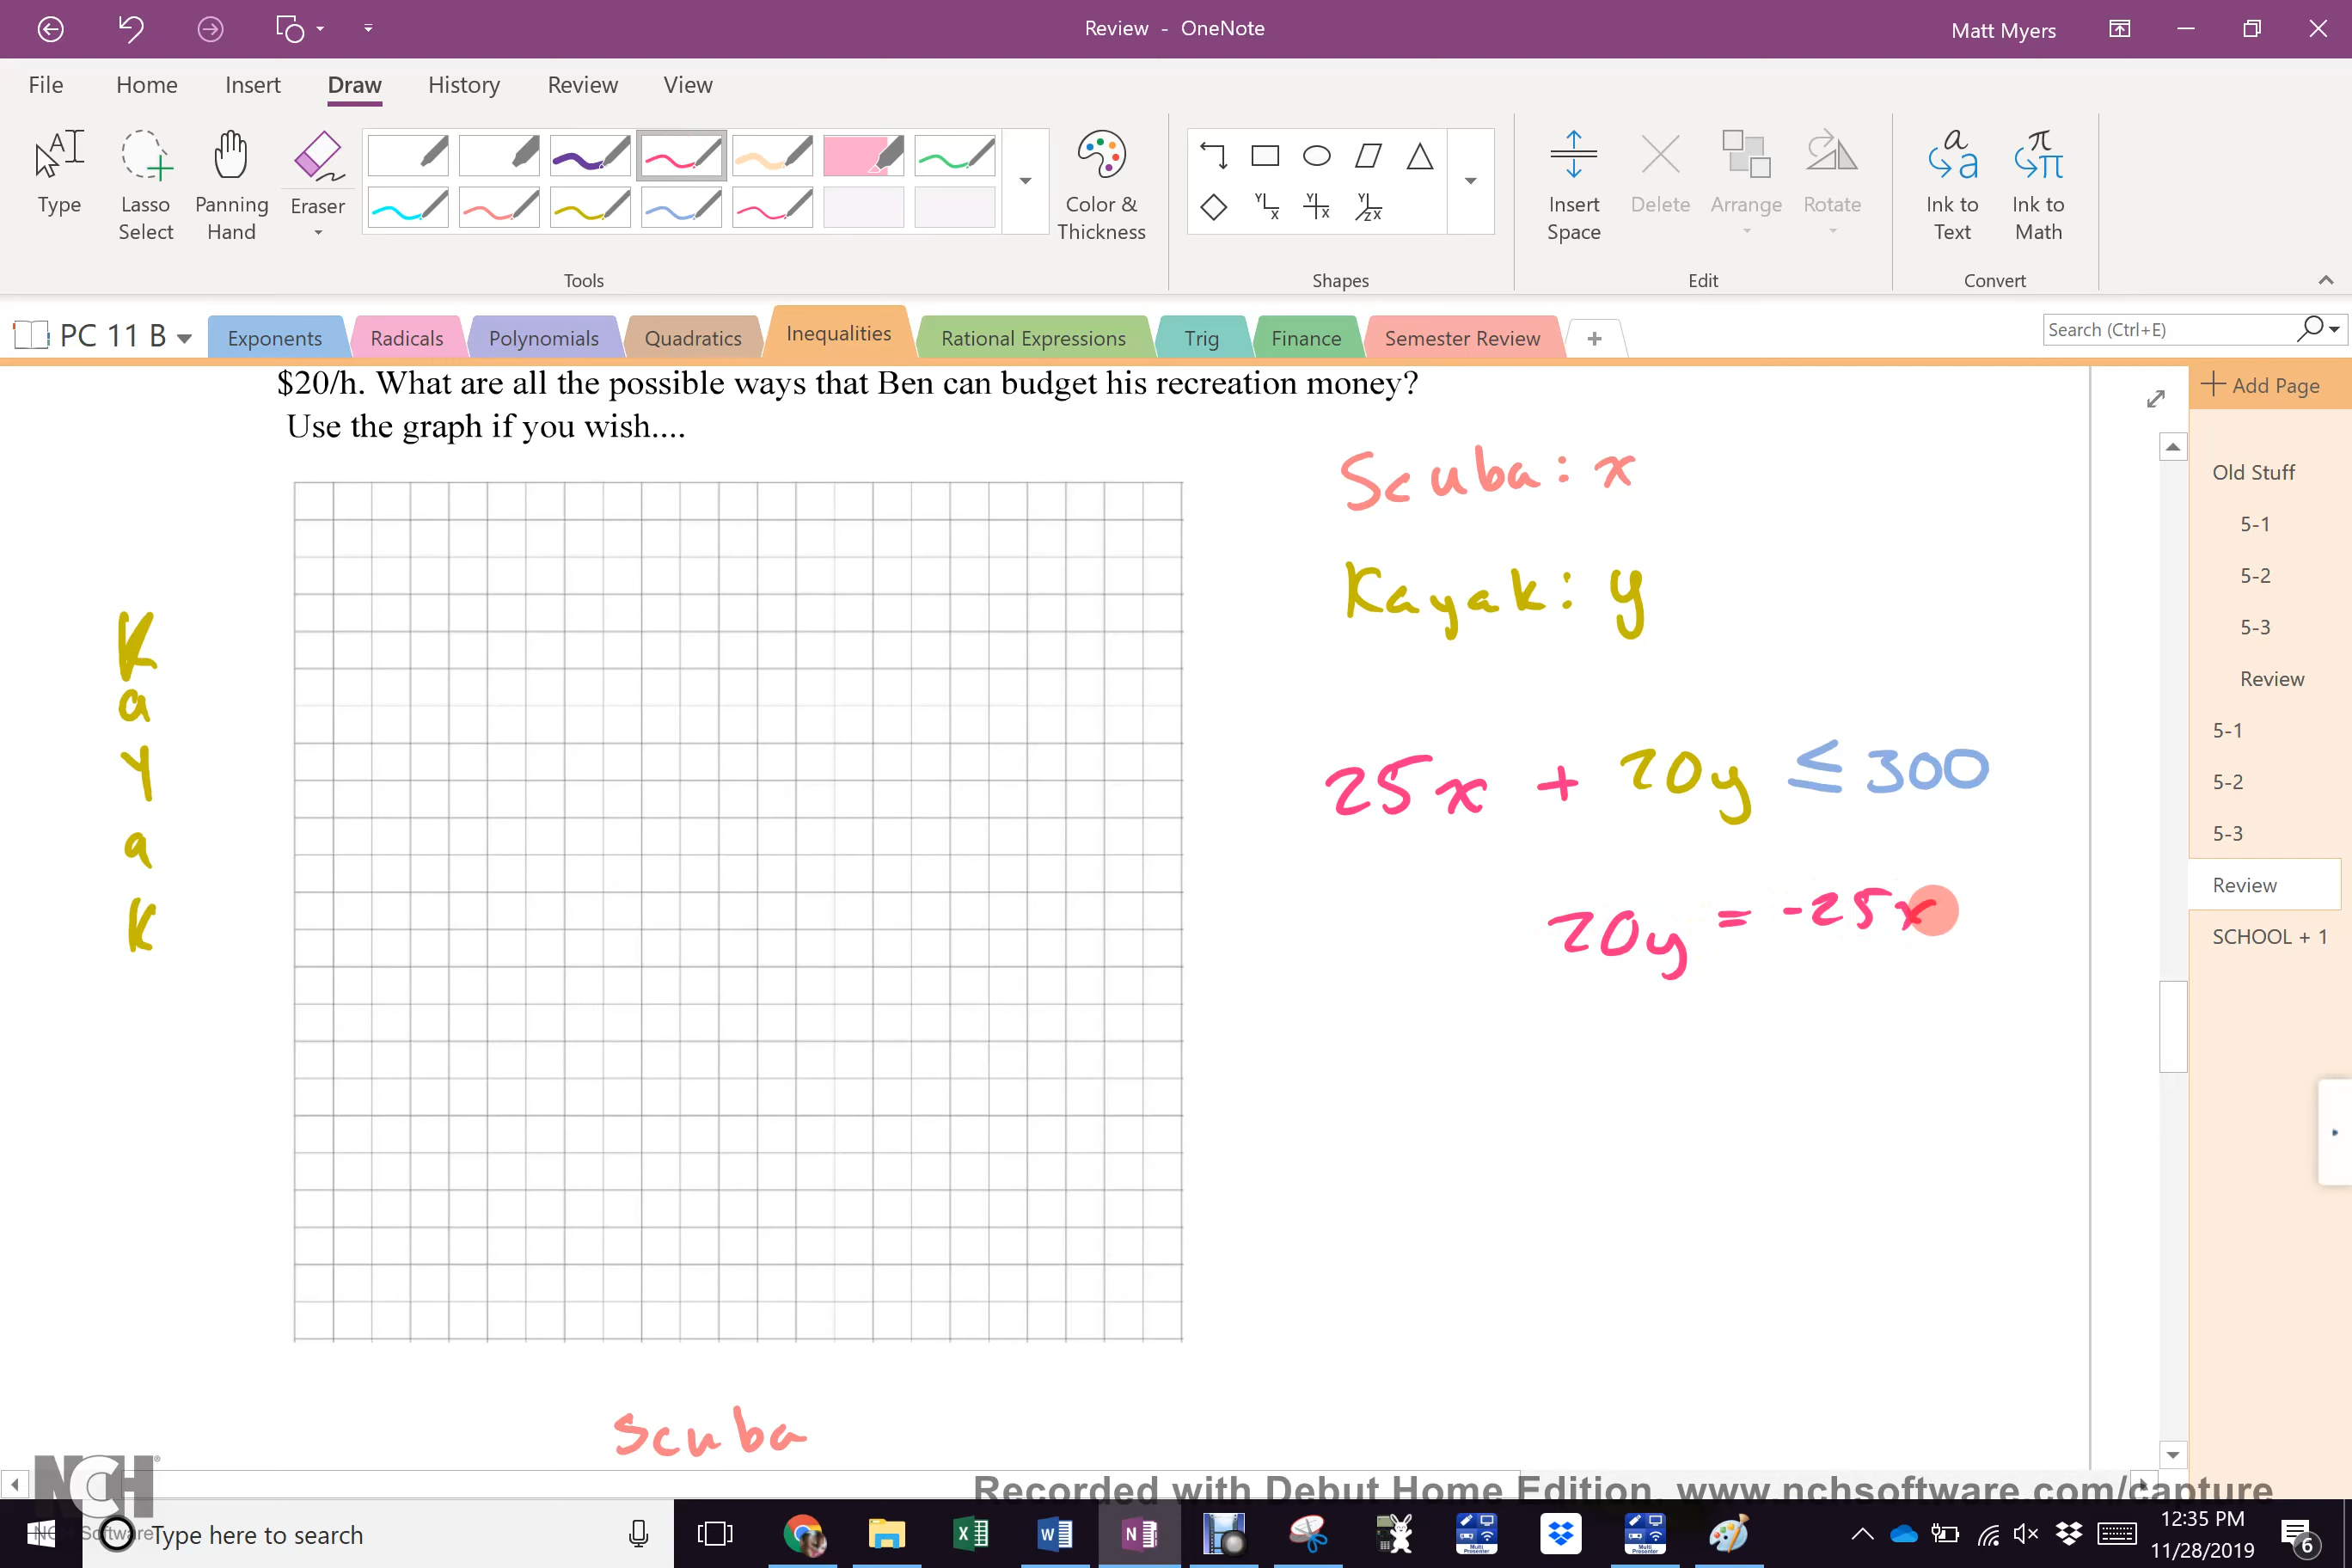 Review - OneNote
Matt Myers
File Home Insert Draw History Review View
Type
Lasso Select
Panning Hand
Eraser
Color & Thickness
Insert Space
Delete
Arrange
Rotate
Ink to Text
Ink to Math
Tools
Shapes
Edit
Convert
PC 11 B
Exponents Radicals Polynomials Quadratics Inequalities Rational Expressions Trig Finance Semester Review +
Search (Ctrl+E)
$20/h. What are all the possible ways that Ben can budget his recreation money?
Use the graph if you wish....
Scuba: x
Kayak: y
25x + 20y ≤ 300
20y = -25x
Kayak
Scuba
Add Page
Old Stuff
5-1
5-2
5-3
Review
5-1
5-2
5-3
Review
SCHOOL + 1
NCH
NCH Software
Recorded with Debut Home Edition. www.nchsoftware.com/capture
Type here to search
12:35 PM
11/28/2019
6